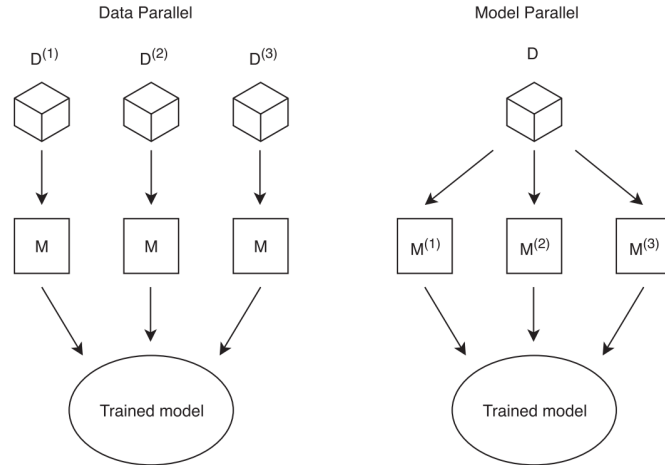 Data Parallel
Model Parallel
D(1)
D(2)
D(3)
D
M
M
M
M(1)
M(2)
M(3)
Trained model
Trained model